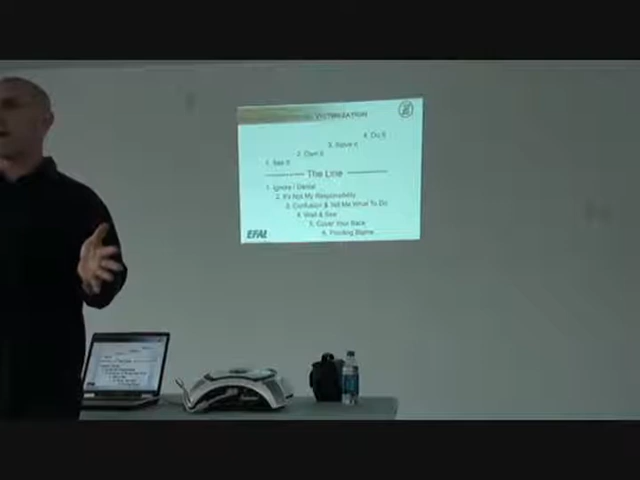 VICTIMIZATION
4. Do It
3. Solve It
2. Own It
1. See It
The Line
1. Ignore / Denial
2. It's Not My Responsibility
3. Confusion & Tell Me What To Do
4. Wait & See
5. Cover Your Back
6. Pointing Blame
EFAL